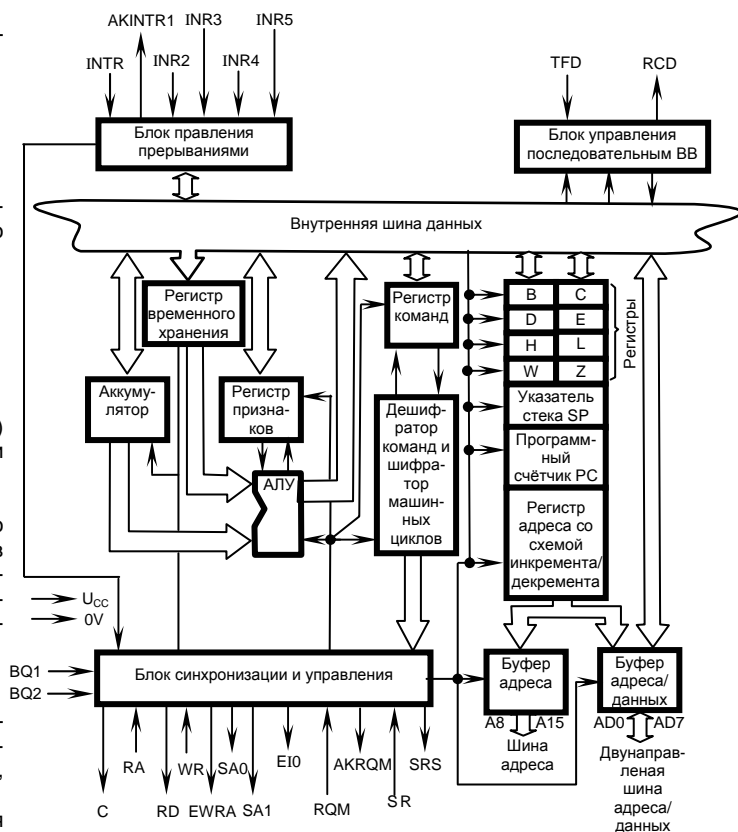 AKINTR1
INR3
INR5
INTR
INR2
INR4
TFD
RCD
Блок правления
прерываниями
Блок управления
последовательным ВВ
Внутренняя шина данных
Регистр
временного
хранения
Регистр
команд
B
C
D
E
H
L
W
Z
Регистры
Аккуму-
лятор
Регистр
призна-
ков
Дешиф-
ратор
команд и
шифра-
тор
машин-
ных
циклов
Указатель
стека SP
Программ-
ный
счётчик PC
АЛУ
Регистр
адреса со
схемой
инкремента/
декремента
UCC
0V
BQ1
BQ2
Блок синхронизации и управления
Буфер
адреса
Буфер
адреса/
данных
A8
A15
AD0
AD7
Шина
адреса
Двунаправ-
леная
шина
адреса/
данных
C
RA
RD
WR
EWRA
SA0
SA1
EI0
RQM
AKRQM
SR
SRS